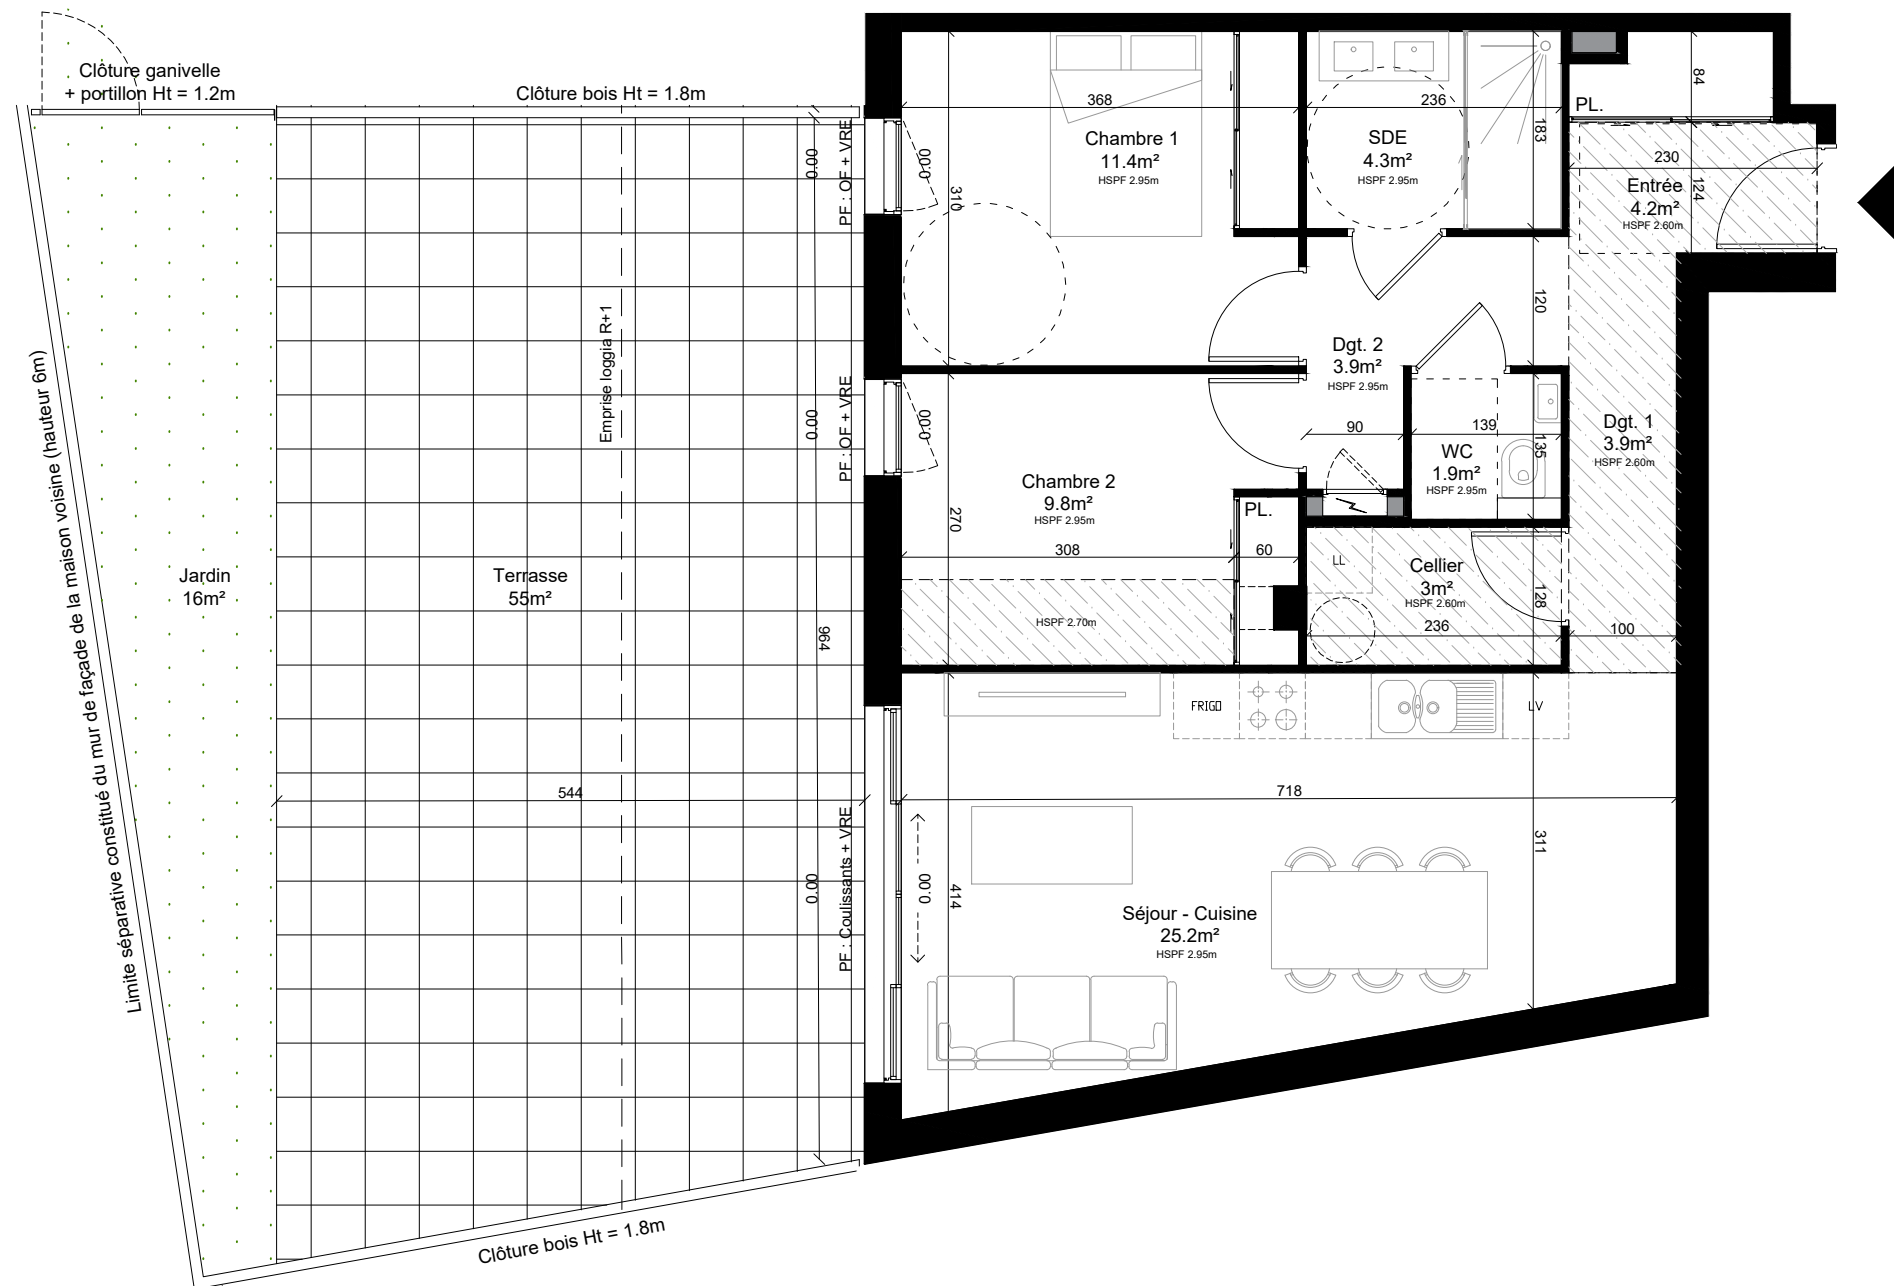 Clôture ganivelle
+ portillon Ht = 1.2m
Clôture bois Ht = 1.8m
Limite séparative constitué du mur de façade de la maison voisine (hauteur 6m)
Jardin
16m²
Terrasse
55m²
Emprise loggia R+1
544
964
0.00
0.00
0.00
PF : OF + VRE
PF : OF + VRE
PF : Coulissants + VRE
0.00
0.00
0.00
Clôture bois Ht = 1.8m
368
310
Chambre 1
11.4m²
HSPF 2.95m
236
183
SDE
4.3m²
HSPF 2.95m
PL.
84
230
124
Entrée
4.2m²
HSPF 2.60m
120
Dgt. 2
3.9m²
HSPF 2.95m
90
139
135
WC
1.9m²
HSPF 2.95m
Dgt. 1
3.9m²
HSPF 2.60m
100
Chambre 2
9.8m²
HSPF 2.95m
270
308
PL.
60
HSPF 2.70m
LL
Cellier
3m²
HSPF 2.60m
128
236
FRIGO
LV
718
311
414
Séjour - Cuisine
25.2m²
HSPF 2.95m